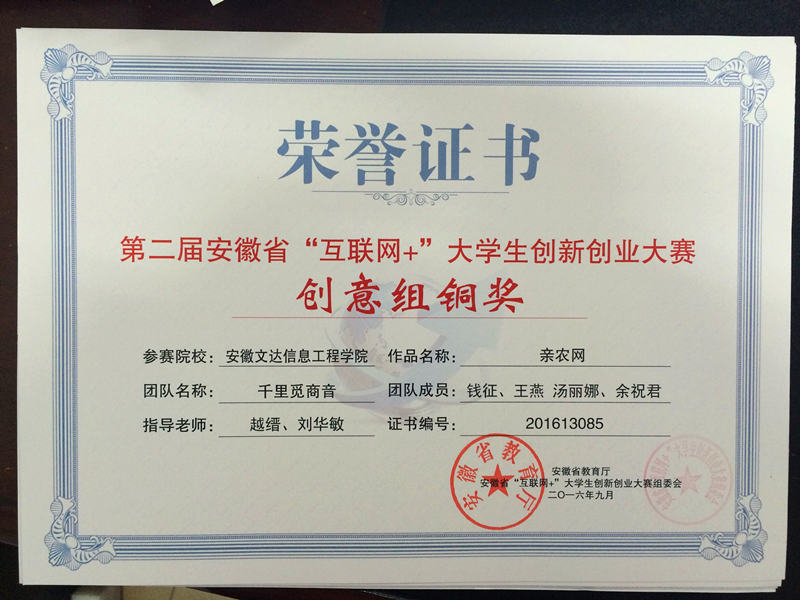 荣誉证书
第二届安徽省“互联网+”大学生创新创业大赛
创意组铜奖
参赛院校：安徽文达信息工程学院 作品名称：亲农网
团队名称：千里觅商音 团队成员：钱征、王燕 汤丽娜、余祝君
指导老师：越缙、刘华敏 证书编号：201613085
安徽省教育厅
安徽省“互联网+”大学生创新创业大赛组委会
二〇一六年九月
安徽省教育厅